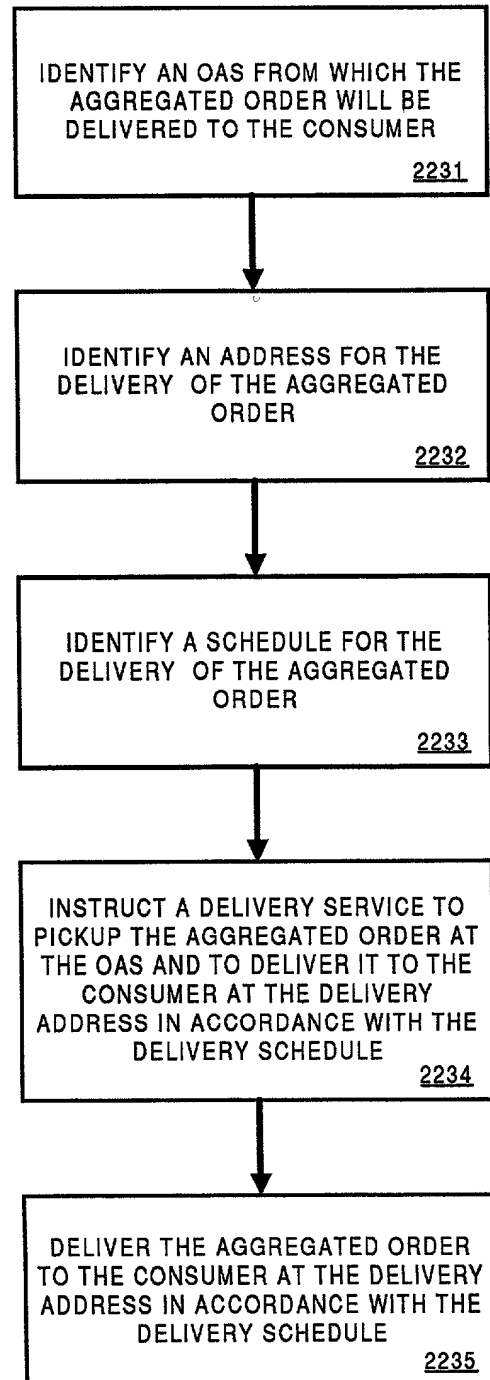 IDENTIFY AN OAS FROM WHICH THE
AGGREGATED ORDER WILL BE
DELIVERED TO THE CONSUMER
2231
IDENTIFY AN ADDRESS FOR THE
DELIVERY OF THE AGGREGATED
ORDER
2232
IDENTIFY A SCHEDULE FOR THE
DELIVERY OF THE AGGREGATED
ORDER
2233
INSTRUCT A DELIVERY SERVICE TO
PICKUP THE AGGREGATED ORDER AT
THE OAS AND TO DELIVER IT TO THE
CONSUMER AT THE DELIVERY
ADDRESS IN ACCORDANCE WITH THE
DELIVERY SCHEDULE
2234
DELIVER THE AGGREGATED ORDER
TO THE CONSUMER AT THE DELIVERY
ADDRESS IN ACCORDANCE WITH THE
DELIVERY SCHEDULE
2235